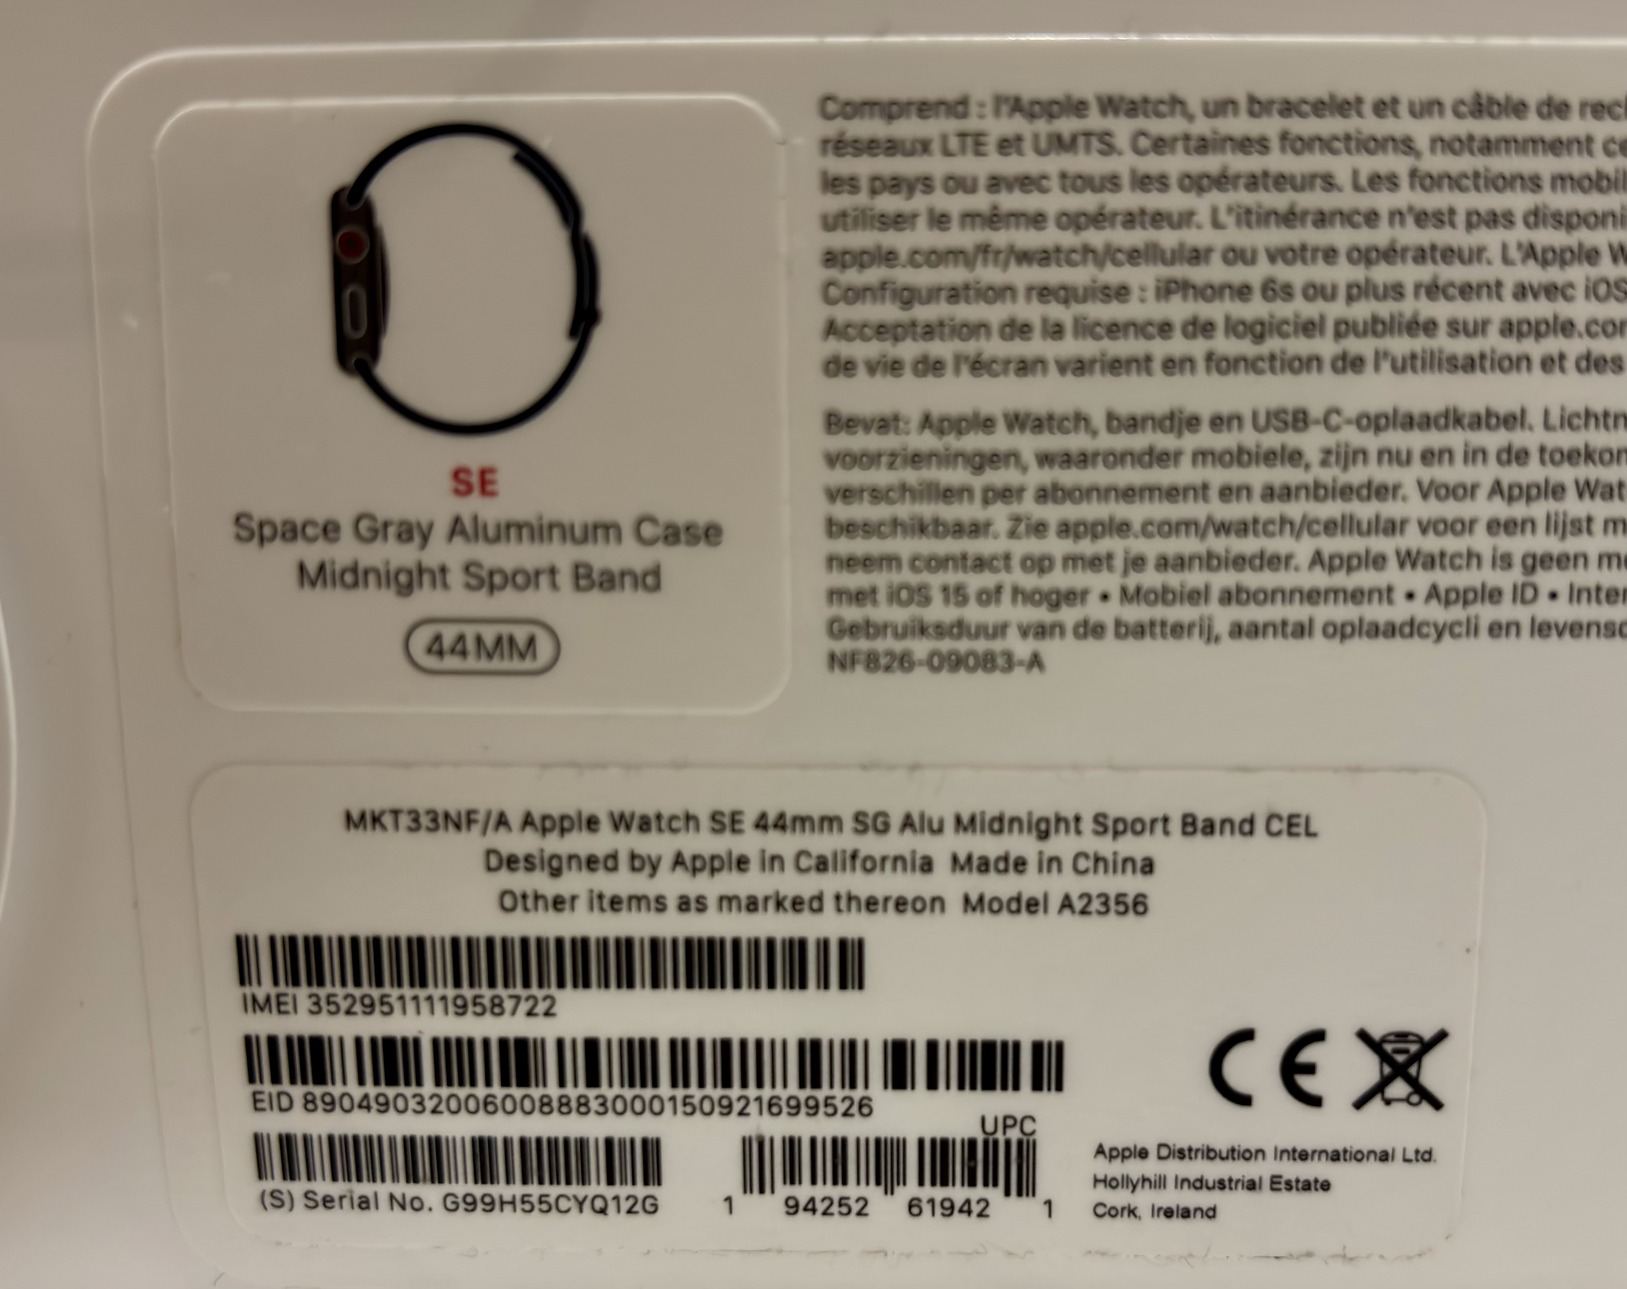 SE
Space Gray Aluminum Case
Midnight Sport Band
44MM
Comprend : l'Apple Watch, un bracelet et un câble de
réseaux LTE et UMTS. Certaines fonctions, notamment
les pays ou avec tous les opérateurs. Les fonctions
utiliser le même opérateur. L'itinérance n'est pas
apple.com/fr/watch/cellular ou votre opérateur. L'Apple
Configuration requise : iPhone 6s ou plus récent avec iOS
Acceptation de la licence de logiciel publiée sur
de vie de l'écran varient en fonction de l'utilisation et des
Bevat: Apple Watch, bandje en USB-C-oplaadkabel.
voorzieningen, waaronder mobiele, zijn nu en in de
verschillen per abonnement en aanbieder. Voor Apple
beschikbaar. Zie apple.com/watch/cellular voor een lijst
neem contact op met je aanbieder. Apple Watch is geen
met iOS 15 of hoger • Mobiel abonnement • Apple ID •
Gebruiksduur van de batterij, aantal oplaadcycli en
NF826-09083-A
MKT33NF/A Apple Watch SE 44mm SG Alu Midnight Sport Band CEL
Designed by Apple in California Made in China
Other items as marked thereon Model A2356
IMEI 352951111958722
EID 89049032006008883000150921699526
UPC
(S) Serial No. G99H55CYQ12G
1 94252 61942 1
CE
Apple Distribution International Ltd.
Hollyhill Industrial Estate
Cork, Ireland